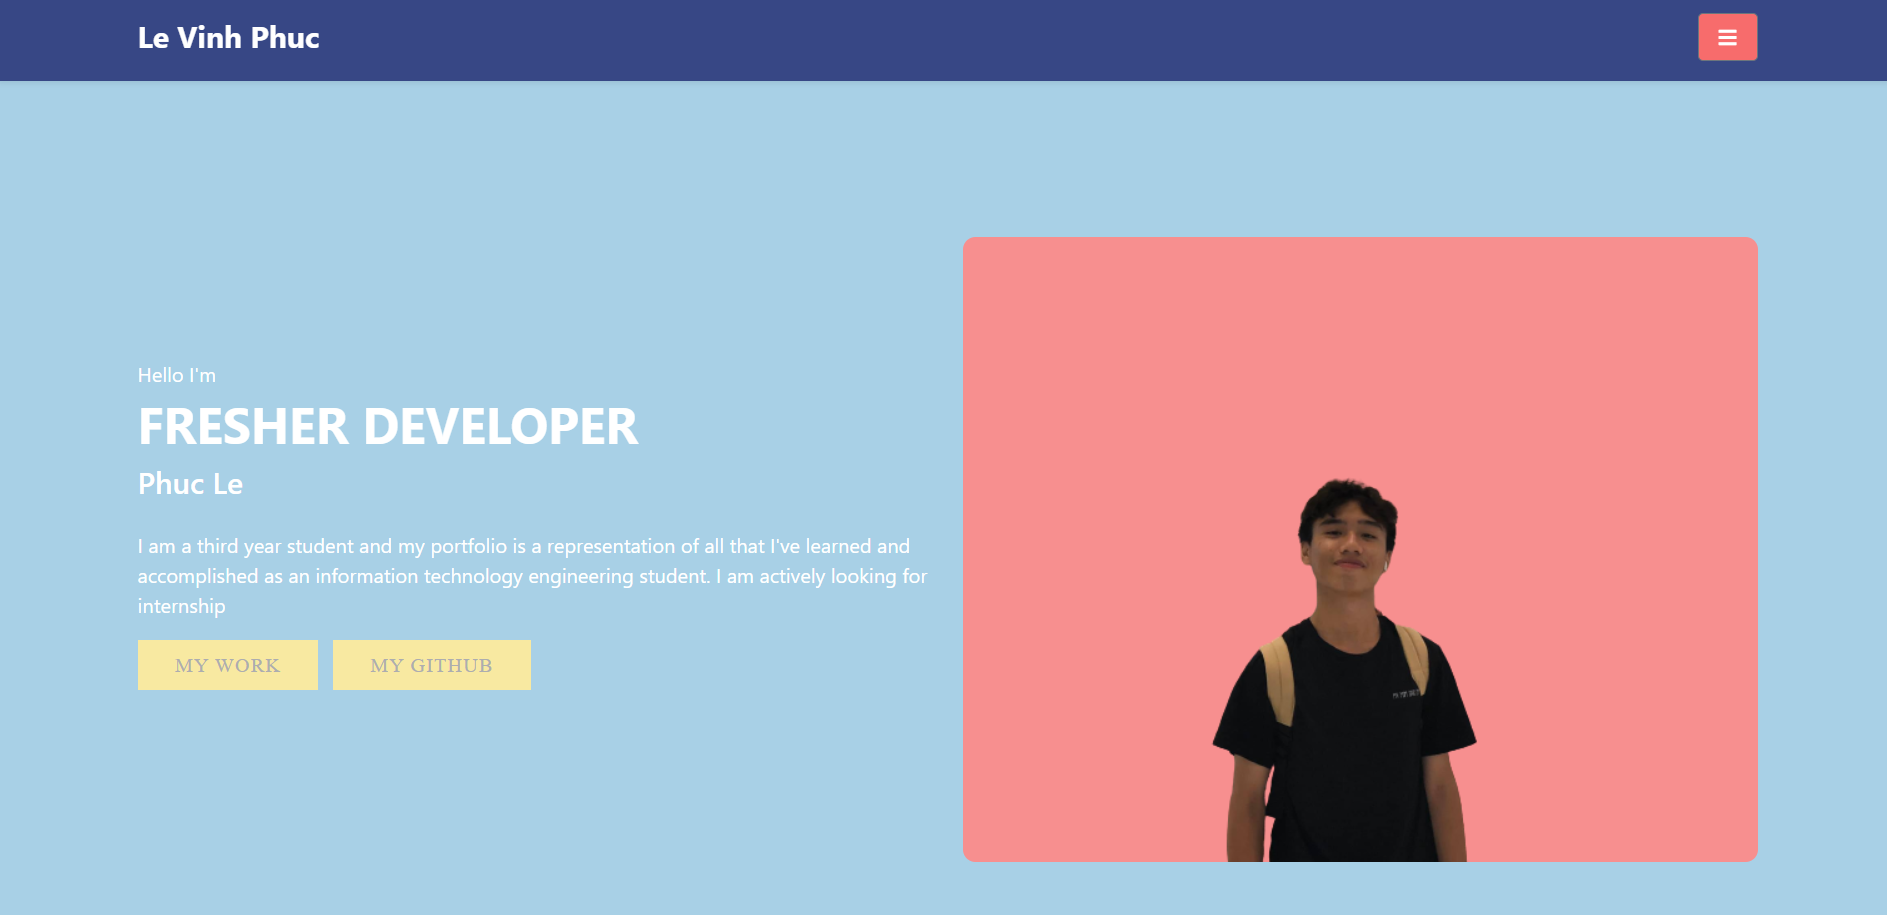 Le Vinh Phuc
Hello I'm
FRESHER DEVELOPER
Phuc Le
I am a third year student and my portfolio is a representation of all that I've learned and
accomplished as an information technology engineering student. I am actively looking for
internship
MY WORK
MY GITHUB